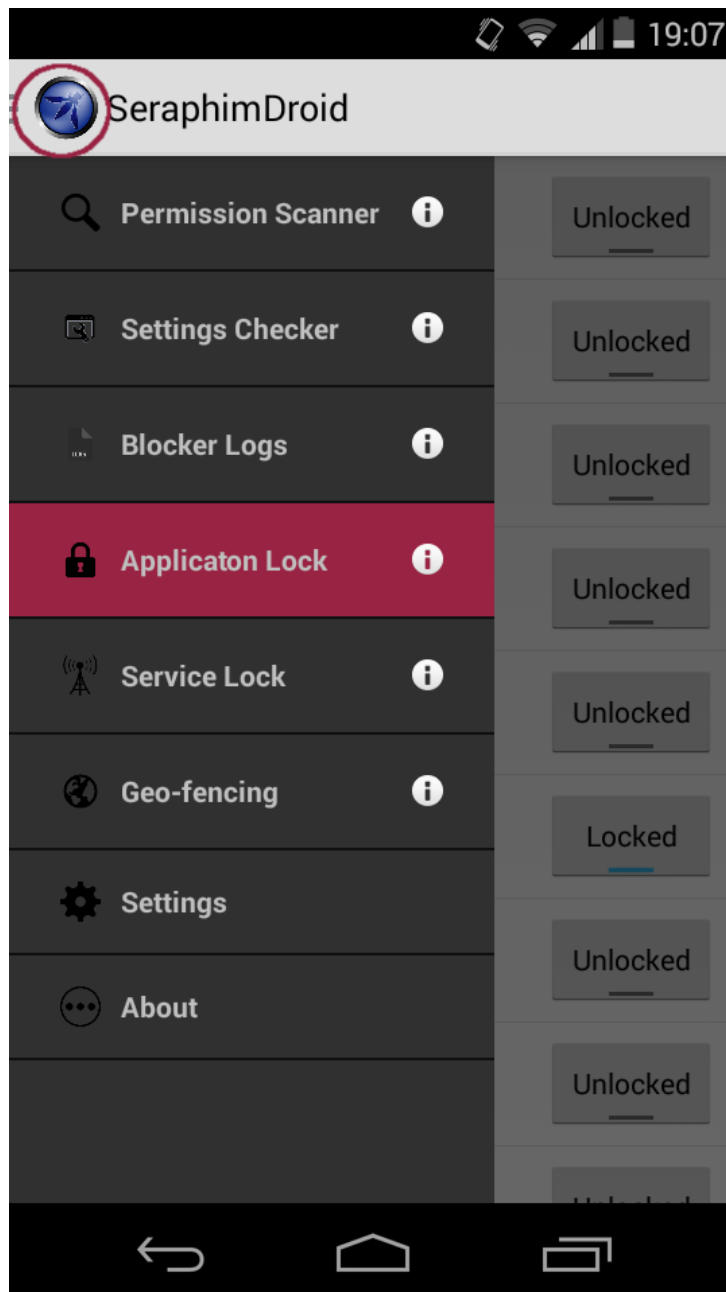 19:07
SeraphimDroid
Permission Scanner
Unlocked
Settings Checker
Unlocked
Blocker Logs
Unlocked
Applicaton Lock
Unlocked
Service Lock
Unlocked
Geo-fencing
Locked
Settings
Unlocked
About
Unlocked